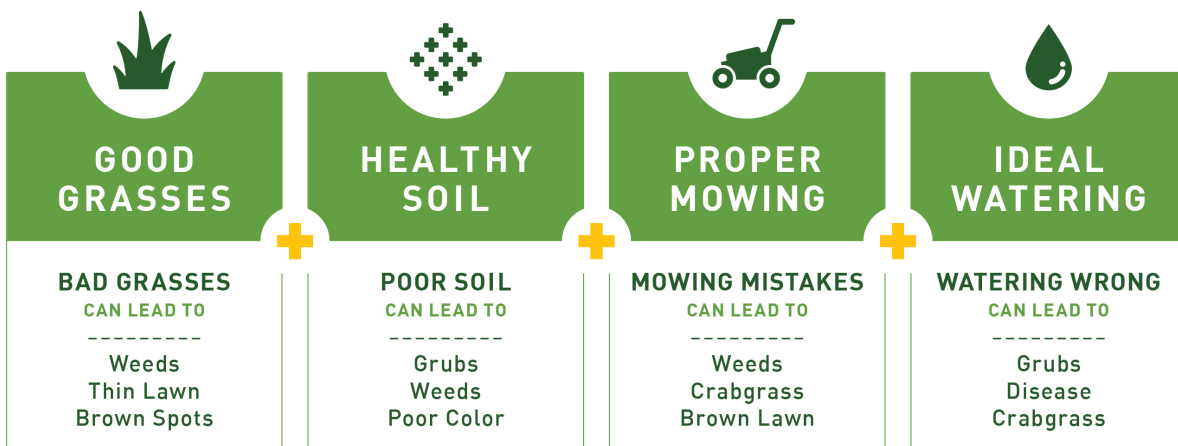 GOOD
GRASSES
BAD GRASSES
CAN LEAD TO
Weeds
Thin Lawn
Brown Spots
HEALTHY
SOIL
POOR SOIL
CAN LEAD TO
Grubs
Weeds
Poor Color
PROPER
MOWING
MOWING MISTAKES
CAN LEAD TO
Weeds
Crabgrass
Brown Lawn
IDEAL
WATERING
WATERING WRONG
CAN LEAD TO
Grubs
Disease
Crabgrass